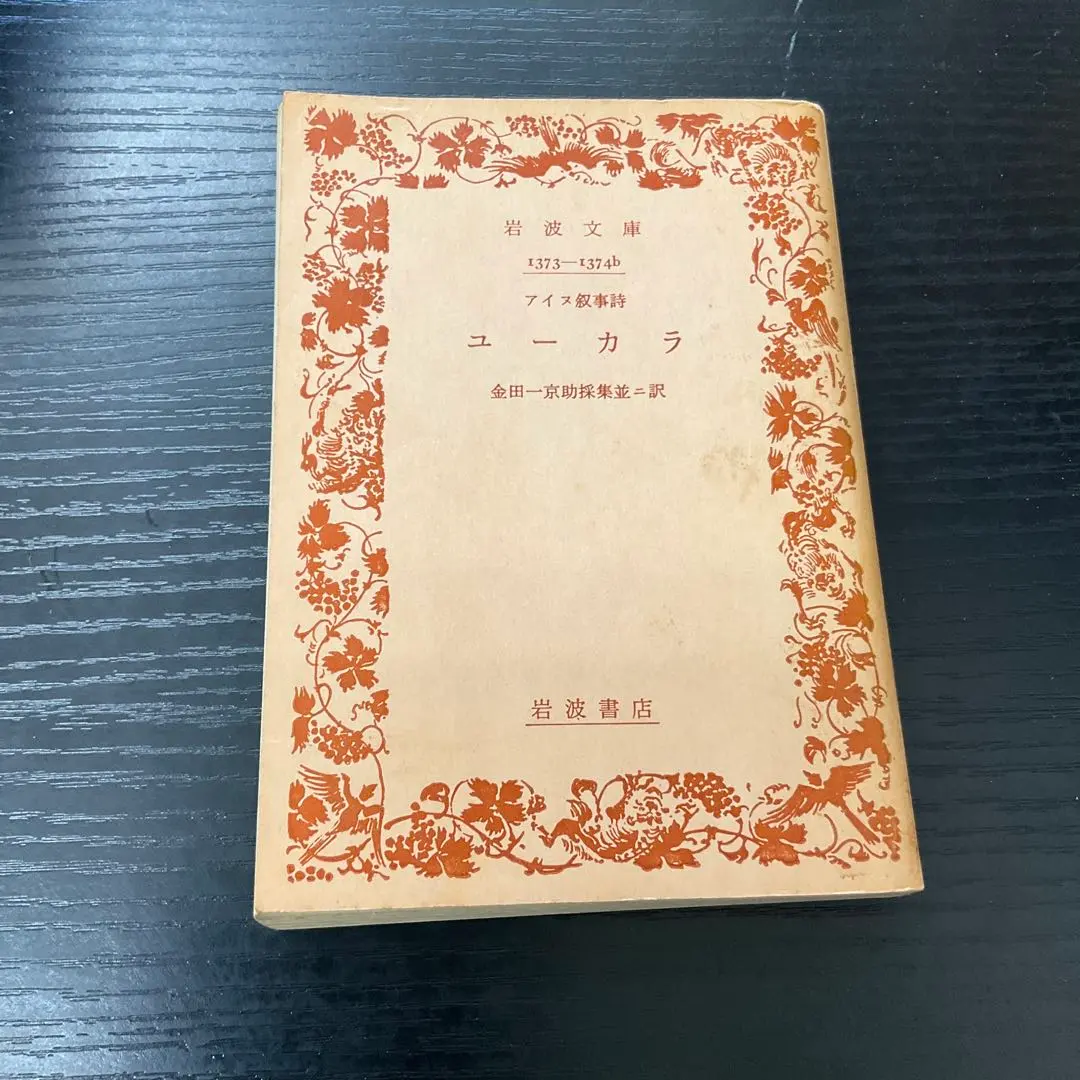 岩波文庫
1373—1374b
アイヌ叙事詩
ユーカラ
金田一京助採集並ニ訳
岩波書店